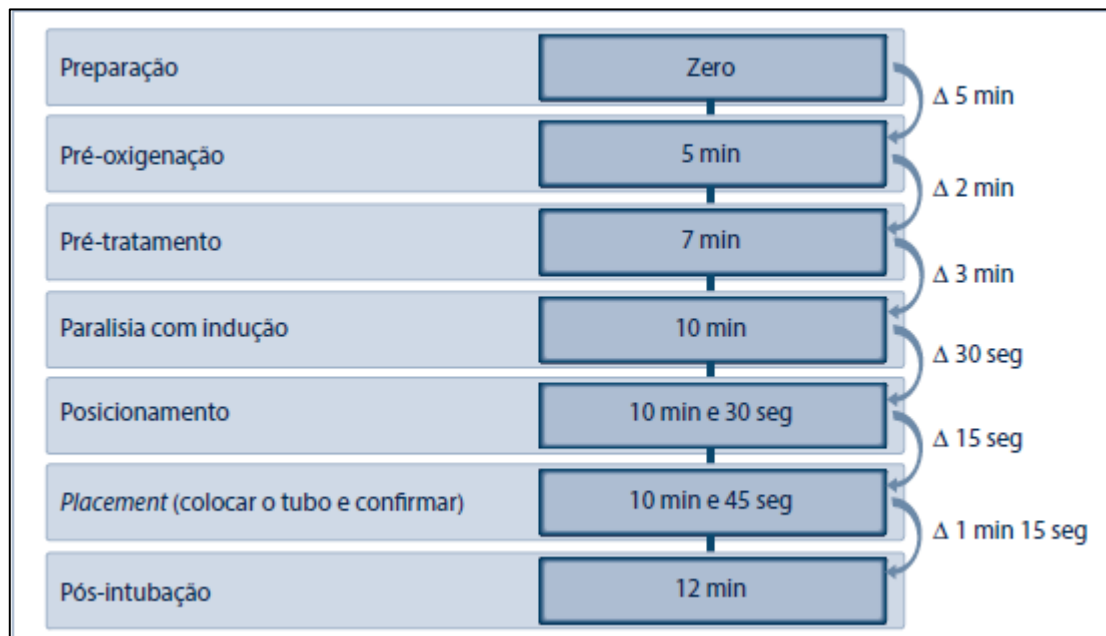 Preparação
Zero
Δ 5 min
Pré-oxigenação
5 min
Δ 2 min
Pré-tratamento
7 min
Δ 3 min
Paralisia com indução
10 min
Δ 30 seg
Posicionamento
10 min e 30 seg
Δ 15 seg
Placement (colocar o tubo e confirmar)
10 min e 45 seg
Δ 1 min 15 seg
Pós-intubação
12 min